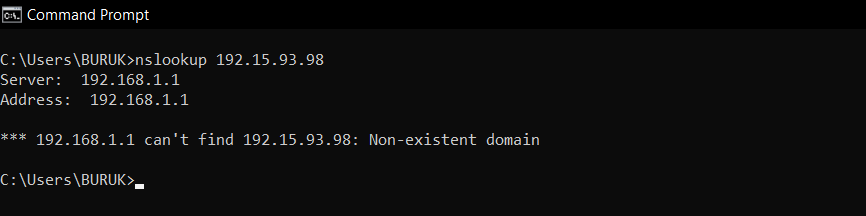 Command Prompt
C:\Users\BURUK>nslookup 192.15.93.98
Server:  192.168.1.1
Address:  192.168.1.1
*** 192.168.1.1 can't find 192.15.93.98: Non-existent domain
C:\Users\BURUK>